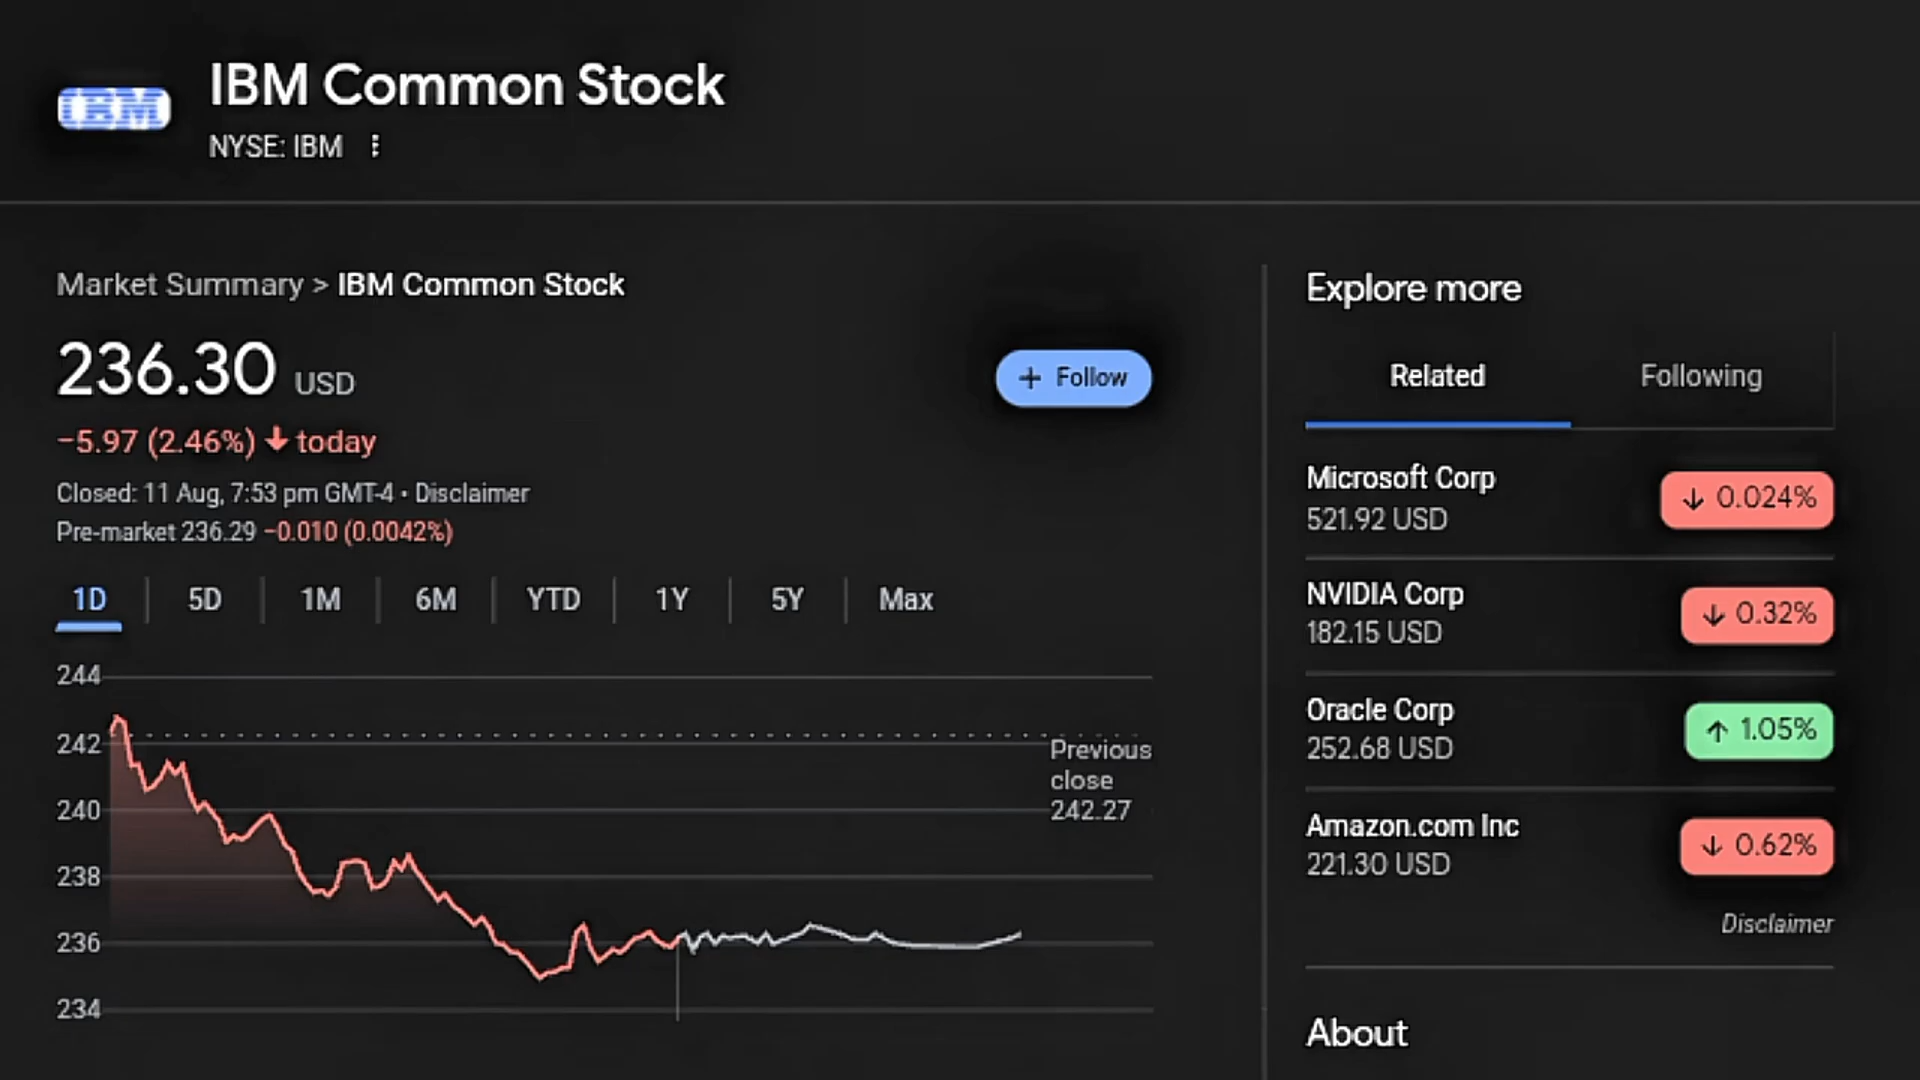 IBM
IBM Common Stock
NYSE: IBM
Market Summary > IBM Common Stock
236.30 USD
+ Follow
−5.97 (2.46%) ↓ today
Closed: 11 Aug, 7:53 pm GMT-4 • Disclaimer
Pre-market 236.29 −0.010 (0.0042%)
1D 5D 1M 6M YTD 1Y 5Y Max
244
242
240
238
236
234
Previous
close
242.27
Explore more
Related Following
Microsoft Corp
521.92 USD
↓ 0.024%
NVIDIA Corp
182.15 USD
↓ 0.32%
Oracle Corp
252.68 USD
↑ 1.05%
Amazon.com Inc
221.30 USD
↓ 0.62%
Disclaimer
About